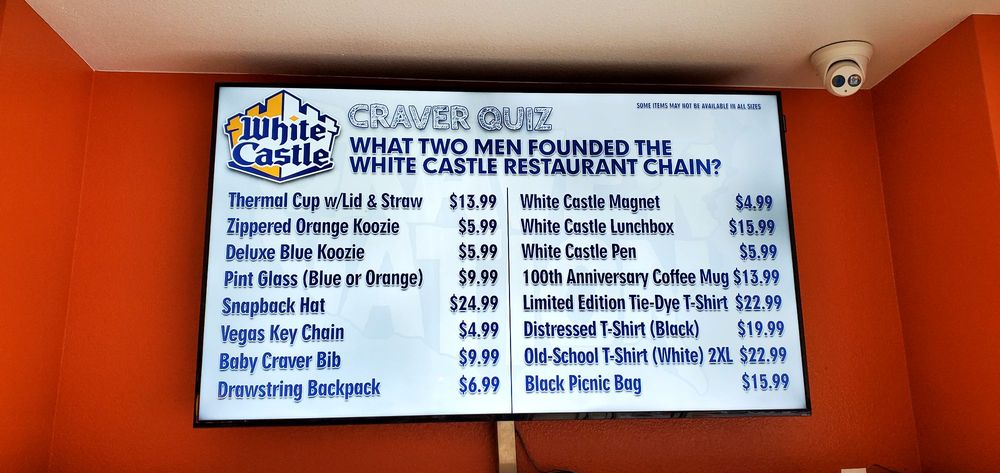 White
Castle
CRAVER QUIZ
SOME ITEMS MAY NOT BE AVAILABLE IN ALL SIZES
WHAT TWO MEN FOUNDED THE
WHITE CASTLE RESTAURANT CHAIN?
Thermal Cup w/Lid & Straw $13.99
Zippered Orange Koozie $5.99
Deluxe Blue Koozie $5.99
Pint Glass (Blue or Orange) $9.99
Snapback Hat $24.99
Vegas Key Chain $4.99
Baby Craver Bib $9.99
Drawstring Backpack $6.99
White Castle Magnet $4.99
White Castle Lunchbox $15.99
White Castle Pen $5.99
100th Anniversary Coffee Mug $13.99
Limited Edition Tie-Dye T-Shirt $22.99
Distressed T-Shirt (Black) $19.99
Old-School T-Shirt (White) 2XL $22.99
Black Picnic Bag $15.99